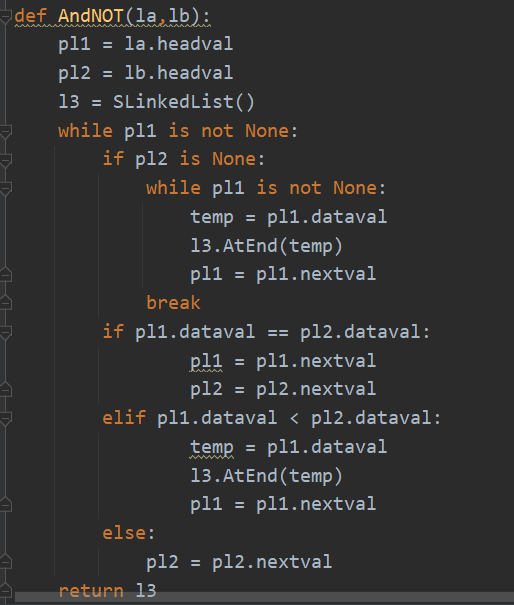 def AndNOT(la,lb):
    pl1 = la.headval
    pl2 = lb.headval
    l3 = SLinkedList()
    while pl1 is not None:
        if pl2 is None:
            while pl1 is not None:
                temp = pl1.dataval
                l3.AtEnd(temp)
                pl1 = pl1.nextval
            break
        if pl1.dataval == pl2.dataval:
                pl1 = pl1.nextval
                pl2 = pl2.nextval
        elif pl1.dataval < pl2.dataval:
                temp = pl1.dataval
                l3.AtEnd(temp)
                pl1 = pl1.nextval
        else:
            pl2 = pl2.nextval
    return l3